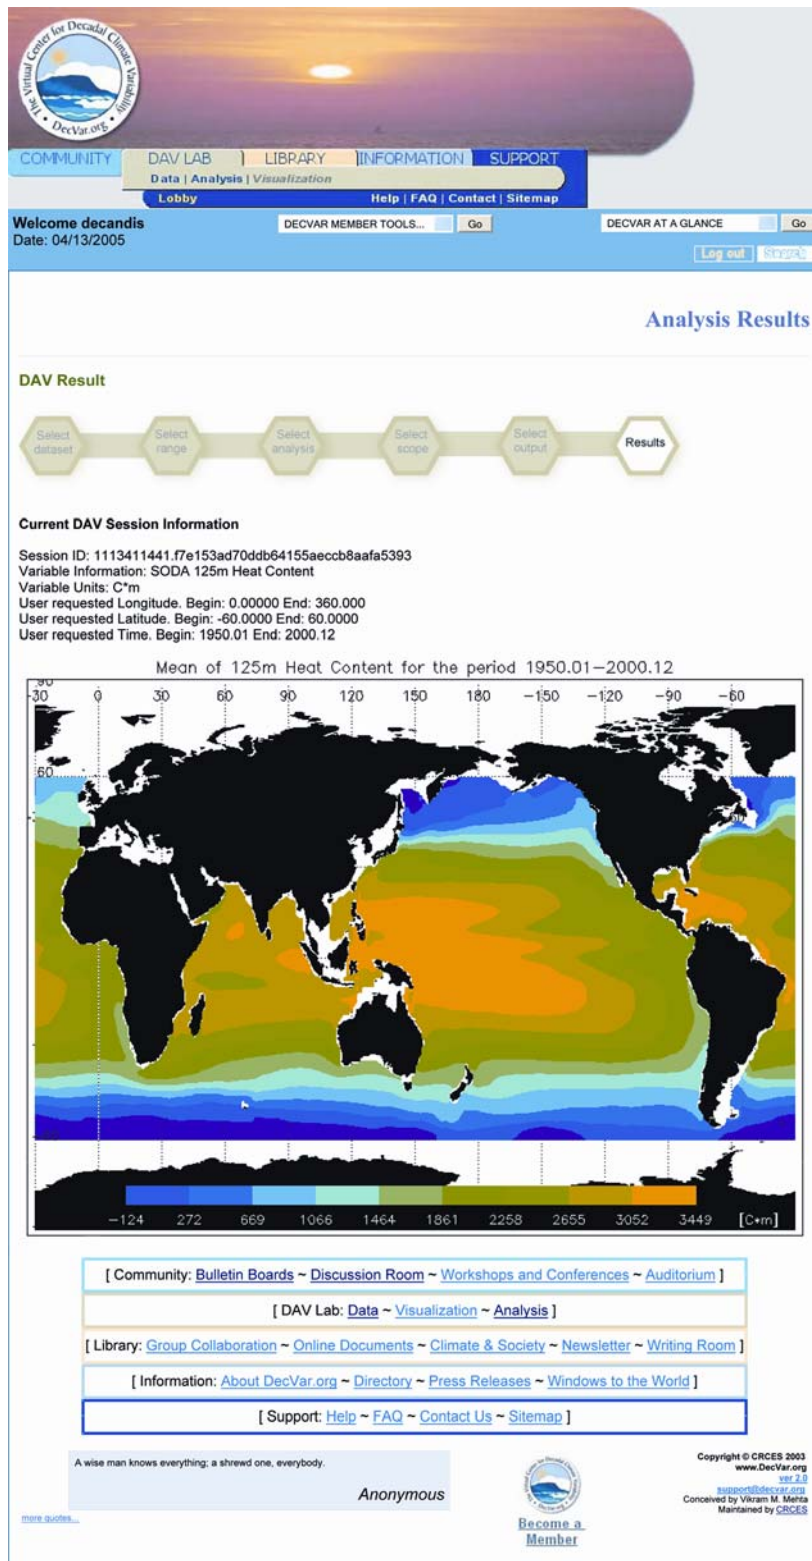 The Virtual Center for Decadal Climate Variability
DecVar.org
COMMUNITY DAV LAB LIBRARY INFORMATION SUPPORT
Data | Analysis | Visualization
Lobby Help | FAQ | Contact | Sitemap
Welcome decandis
DECVAR MEMBER TOOLS... Go DECVAR AT A GLANCE Go
Date: 04/13/2005
Log out Search
Analysis Results
DAV Result
Select dataset
Select range
Select analysis
Select scope
Select output
Results
Current DAV Session Information
Session ID: 1113411441.f7e153ad70ddb64155aeccb8aafa5393
Variable Information: SODA 125m Heat Content
Variable Units: C*m
User requested Longitude. Begin: 0.00000 End: 360.000
User requested Latitude. Begin: -60.0000 End: 60.0000
User requested Time. Begin: 1950.01 End: 2000.12
Mean of 125m Heat Content for the period 1950.01-2000.12
-30 0 30 60 90 120 150 180 -150 -120 -90 -60
-124 272 669 1066 1464 1861 2258 2655 3052 3449 [C*m]
[ Community: Bulletin Boards ~ Discussion Room ~ Workshops and Conferences ~ Auditorium ]
[ DAV Lab: Data ~ Visualization ~ Analysis ]
[ Library: Group Collaboration ~ Online Documents ~ Climate & Society ~ Newsletter ~ Writing Room ]
[ Information: About DecVar.org ~ Directory ~ Press Releases ~ Windows to the World ]
[ Support: Help ~ FAQ ~ Contact Us ~ Sitemap ]
A wise man knows everything; a shrewd one, everybody.
Anonymous
more quotes...
Become a
Member
Copyright © CRCES 2003
www.DecVar.org
ver 2.0
support@decvar.org
Conceived by Vikram M. Mehta
Maintained by CRCES